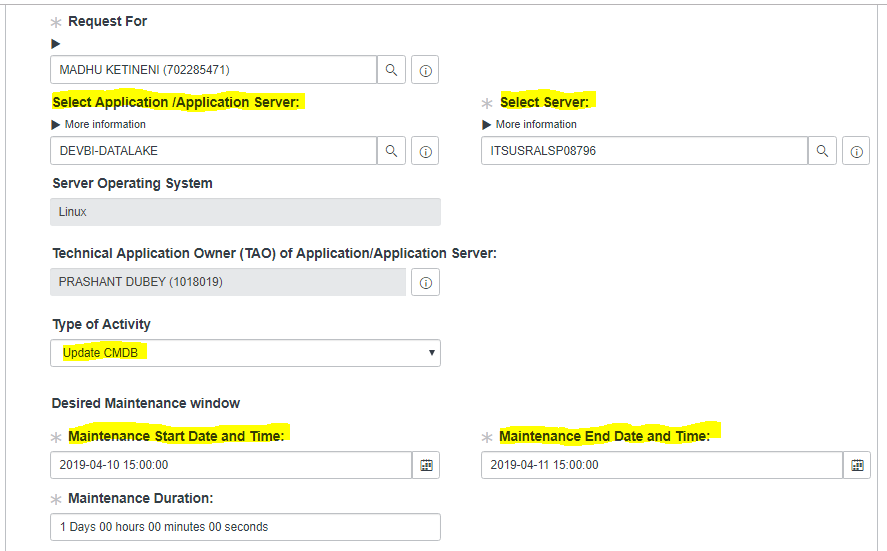 * Request For
MADHU KETINENI (702285471)
Select Application /Application Server:
* Select Server:
More information
More information
DEVBI-DATALAKE
ITSUSRALSP08796
Server Operating System
Linux
Technical Application Owner (TAO) of Application/Application Server:
PRASHANT DUBEY (1018019)
Type of Activity
Update CMDB
Desired Maintenance window
* Maintenance Start Date and Time:
* Maintenance End Date and Time:
2019-04-10 15:00:00
2019-04-11 15:00:00
* Maintenance Duration:
1 Days 00 hours 00 minutes 00 seconds